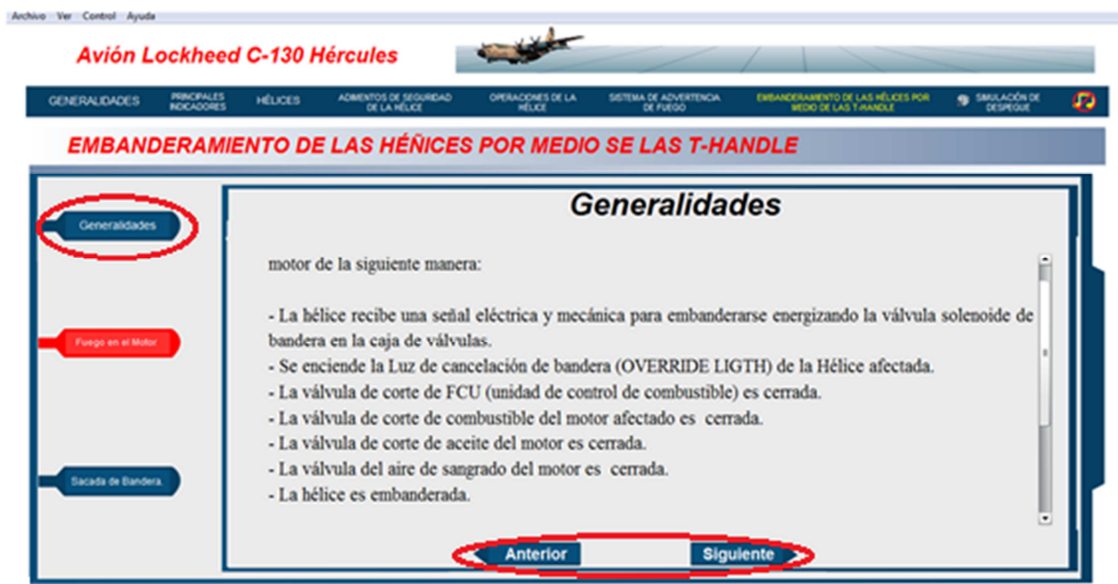 Archivo Ver Control Ayuda
Avión Lockheed C-130 Hércules
GENERALIDADES
PRINCIPALES
INDICADORES
HÉLICES
ADIMENTOS DE SEGURIDAD
DE LA HÉLICE
OPERACIONES DE LA
HÉLICE
SISTEMA DE ADVERTENCIA
DE FUEGO
EMBANDERAMIENTO DE LAS HÉLICES POR
MEDIO DE LAS T-HANDLE
SIMULACIÓN DE
DESPEGUE
EMBANDERAMIENTO DE LAS HÉÑICES POR MEDIO SE LAS T-HANDLE
Generalidades
Generalidades
motor de la siguiente manera:
- La hélice recibe una señal eléctrica y mecánica para embanderarse energizando la válvula solenoide de
bandera en la caja de válvulas.
- Se enciende la Luz de cancelación de bandera (OVERRIDE LIGTH) de la Hélice afectada.
- La válvula de corte de FCU (unidad de control de combustible) es cerrada.
- La válvula de corte de combustible del motor afectado es cerrada.
- La válvula de corte de aceite del motor es cerrada.
- La válvula del aire de sangrado del motor es cerrada.
- La hélice es embanderada.
Fuego en el Motor
Sacada de Bandera.
Anterior
Siguiente